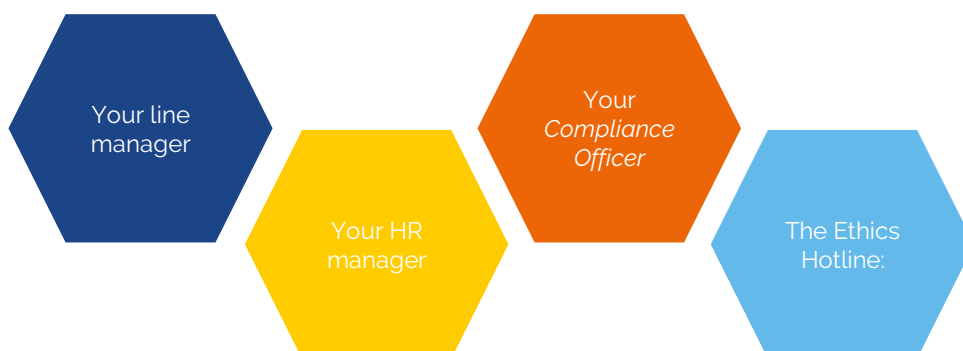 Your line
manager
Your HR
manager
Your
Compliance
Officer
The Ethics
Hotline: